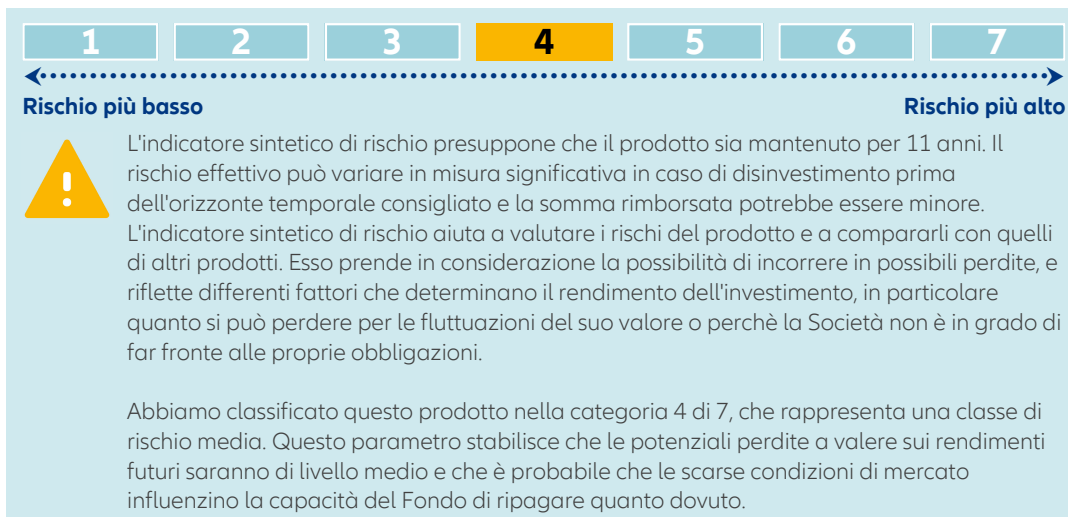 1 2 3 4 5 6 7
Rischio più basso Rischio più alto
L'indicatore sintetico di rischio presuppone che il prodotto sia mantenuto per 11 anni. Il
rischio effettivo può variare in misura significativa in caso di disinvestimento prima
dell'orizzonte temporale consigliato e la somma rimborsata potrebbe essere minore.
L'indicatore sintetico di rischio aiuta a valutare i rischi del prodotto e a compararli con quelli
di altri prodotti. Esso prende in considerazione la possibilità di incorrere in possibili perdite, e
riflette differenti fattori che determinano il rendimento dell'investimento, in particolare
quanto si può perdere per le fluttuazioni del suo valore o perchè la Società non è in grado di
far fronte alle proprie obbligazioni.
Abbiamo classificato questo prodotto nella categoria 4 di 7, che rappresenta una classe di
rischio media. Questo parametro stabilisce che le potenziali perdite a valere sui rendimenti
futuri saranno di livello medio e che è probabile che le scarse condizioni di mercato
influenzino la capacità del Fondo di ripagare quanto dovuto.